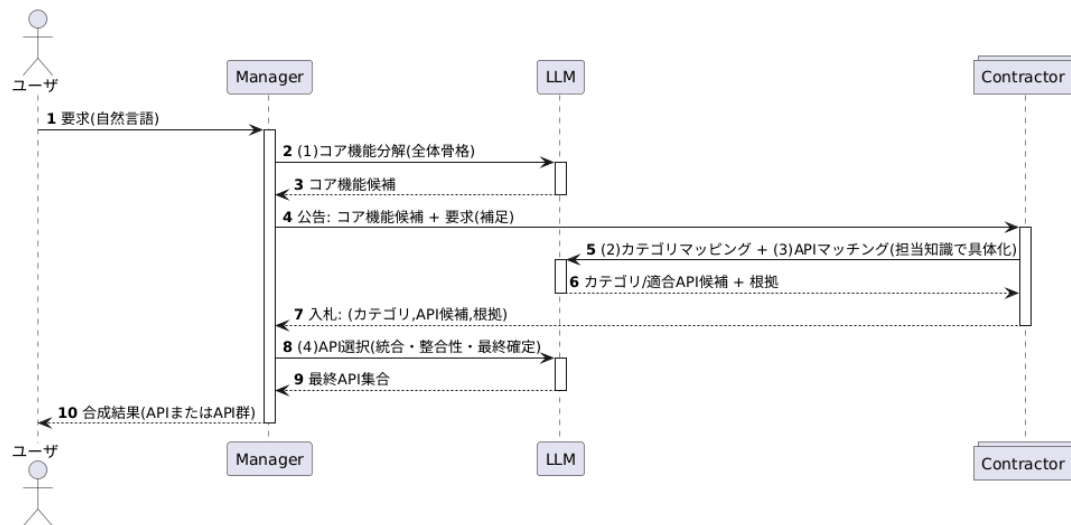 ユーザ
Manager
LLM
Contractor
1 要求(自然言語)
2 (1)コア機能分解(全体骨格)
3 コア機能候補
4 公告: コア機能候補 + 要求(補足)
5 (2)カテゴリマッピング + (3)APIマッチング(担当知識で具体化)
6 カテゴリ/適合API候補 + 根拠
7 入札: (カテゴリ,API候補,根拠)
8 (4)API選択(統合・整合性・最終確定)
9 最終API集合
10 合成結果(APIまたはAPI群)
ユーザ
Manager
LLM
Contractor